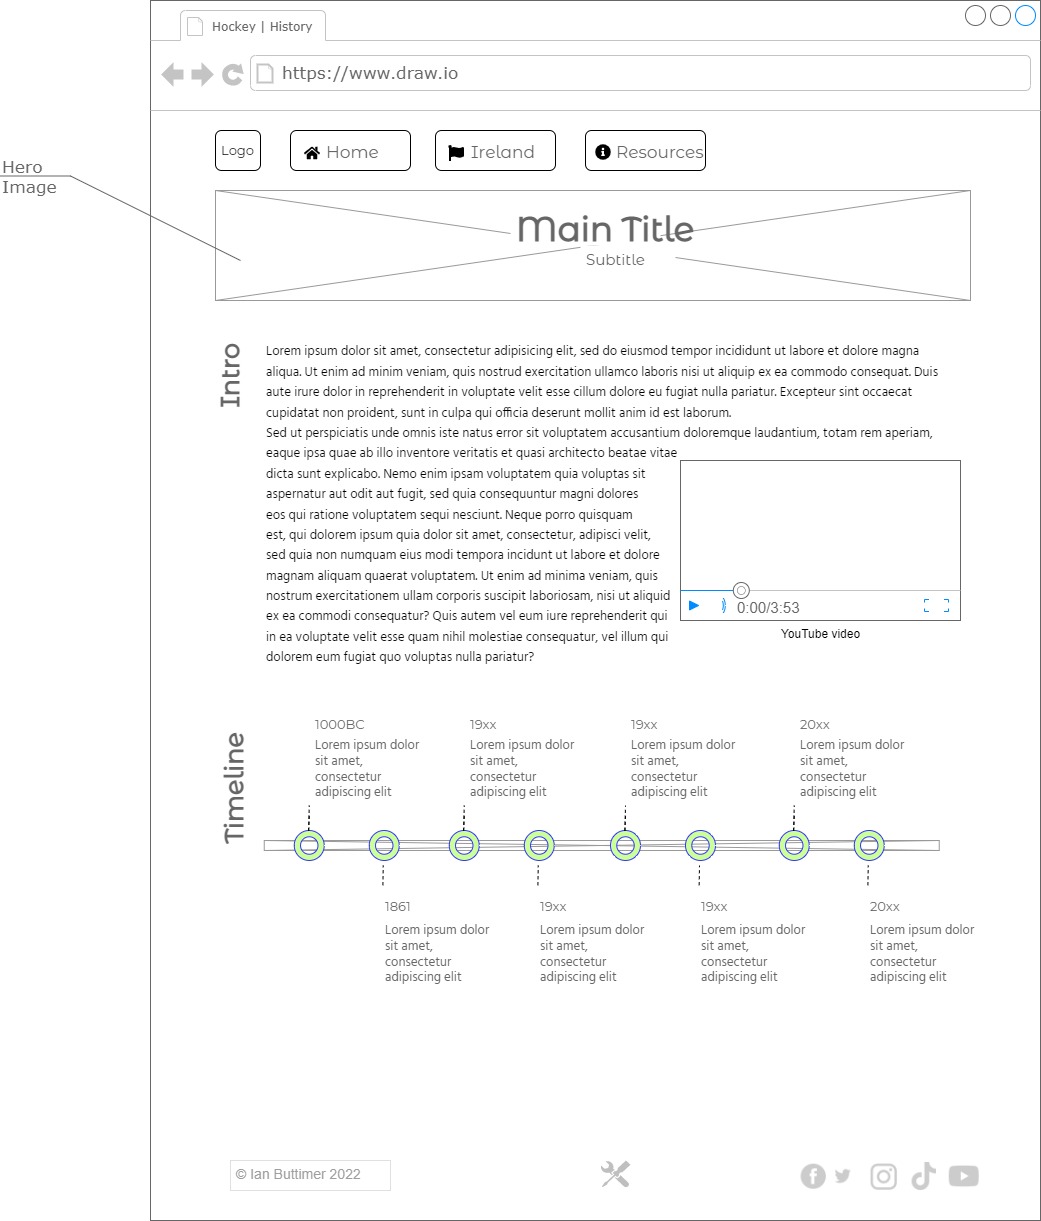 Hockey | History
https://www.draw.io
Logo
Home
Ireland
Resources
Hero
Image
Main Title
Subtitle
Intro
Lorem ipsum dolor sit amet, consectetur adipisicing elit, sed do eiusmod tempor incididunt ut labore et dolore magna
aliqua. Ut enim ad minim veniam, quis nostrud exercitation ullamco laboris nisi ut aliquip ex ea commodo consequat. Duis
aute irure dolor in reprehenderit in voluptate velit esse cillum dolore eu fugiat nulla pariatur. Excepteur sint occaecat
cupidatat non proident, sunt in culpa qui officia deserunt mollit anim id est laborum.
Sed ut perspiciatis unde omnis iste natus error sit voluptatem accusantium doloremque laudantium, totam rem aperiam,
eaque ipsa quae ab illo inventore veritatis et quasi architecto beatae vitae
dicta sunt explicabo. Nemo enim ipsam voluptatem quia voluptas sit
aspernatur aut odit aut fugit, sed quia consequuntur magni dolores
eos qui ratione voluptatem sequi nesciunt. Neque porro quisquam
est, qui dolorem ipsum quia dolor sit amet, consectetur, adipisci velit,
sed quia non numquam eius modi tempora incidunt ut labore et dolore
magnam aliquam quaerat voluptatem. Ut enim ad minima veniam, quis
nostrum exercitationem ullam corporis suscipit laboriosam, nisi ut aliquid
ex ea commodi consequatur? Quis autem vel eum iure reprehenderit qui
in ea voluptate velit esse quam nihil molestiae consequatur, vel illum qui
dolorem eum fugiat quo voluptas nulla pariatur?
0:00/3:53
YouTube video
Timeline
1000BC
Lorem ipsum dolor
sit amet,
consectetur
adipiscing elit
19xx
Lorem ipsum dolor
sit amet,
consectetur
adipiscing elit
19xx
Lorem ipsum dolor
sit amet,
consectetur
adipiscing elit
20xx
Lorem ipsum dolor
sit amet,
consectetur
adipiscing elit
1861
Lorem ipsum dolor
sit amet,
consectetur
adipiscing elit
19xx
Lorem ipsum dolor
sit amet,
consectetur
adipiscing elit
19xx
Lorem ipsum dolor
sit amet,
consectetur
adipiscing elit
20xx
Lorem ipsum dolor
sit amet,
consectetur
adipiscing elit
© Ian Buttimer 2022